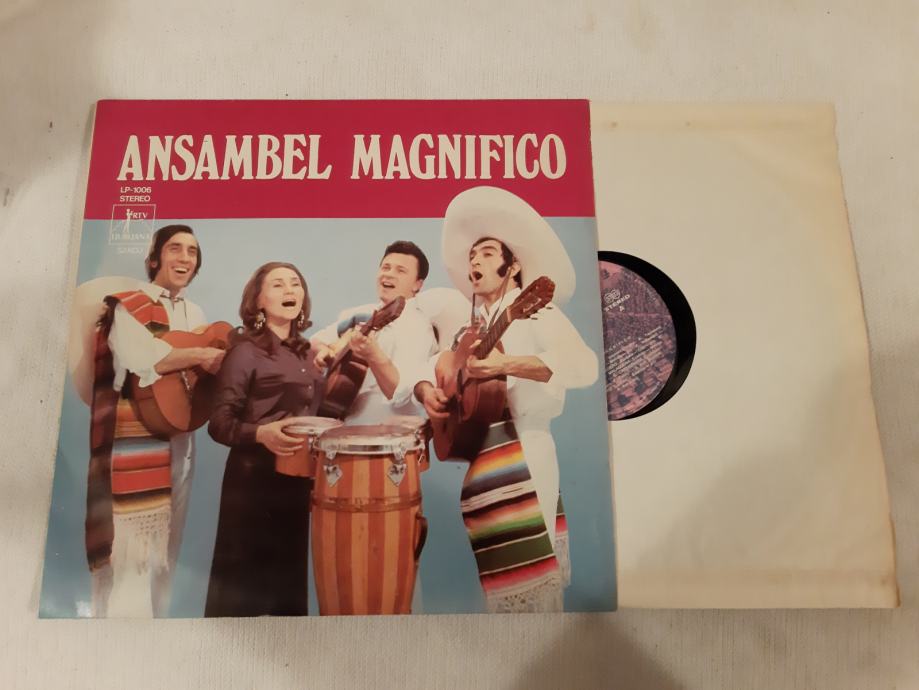 ANSAMBEL MAGNIFICO
LP-1006
STEREO
RTV
LJUBLJANA
STEREO
A